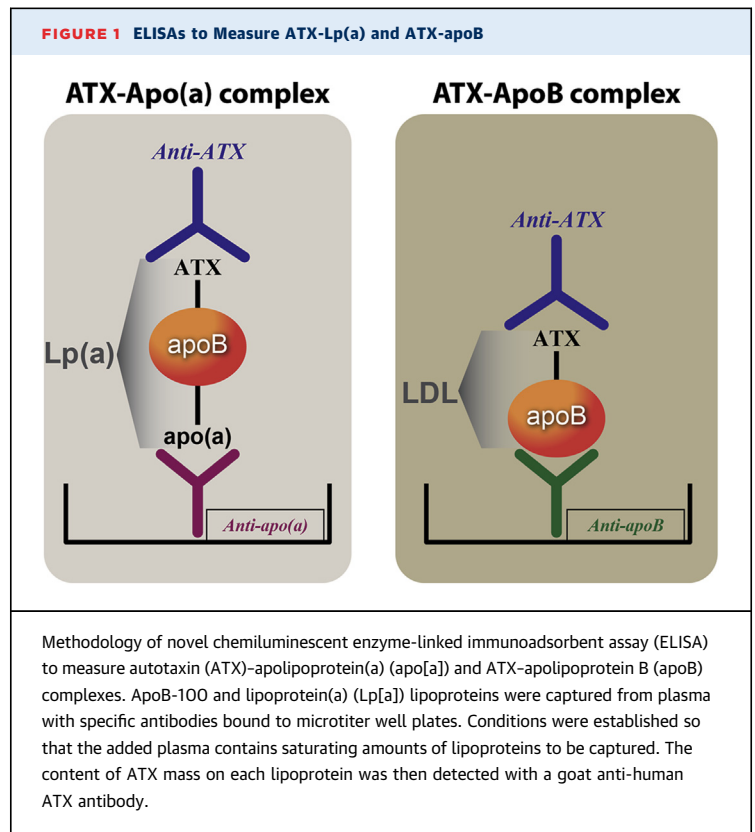 FIGURE 1 ELISAs to Measure ATX-Lp(a) and ATX-apoB
ATX-Apo(a) complex
Anti-ATX
ATX
Lp(a)
apoB
apo(a)
Anti-apo(a)
ATX-ApoB complex
Anti-ATX
ATX
LDL
apoB
Anti-apoB
Methodology of novel chemiluminescent enzyme-linked immunoadsorbent assay (ELISA)
to measure autotaxin (ATX)–apolipoprotein(a) (apo[a]) and ATX–apolipoprotein B (apoB)
complexes. ApoB-100 and lipoprotein(a) (Lp[a]) lipoproteins were captured from plasma
with specific antibodies bound to microtiter well plates. Conditions were established so
that the added plasma contains saturating amounts of lipoproteins to be captured. The
content of ATX mass on each lipoprotein was then detected with a goat anti-human
ATX antibody.